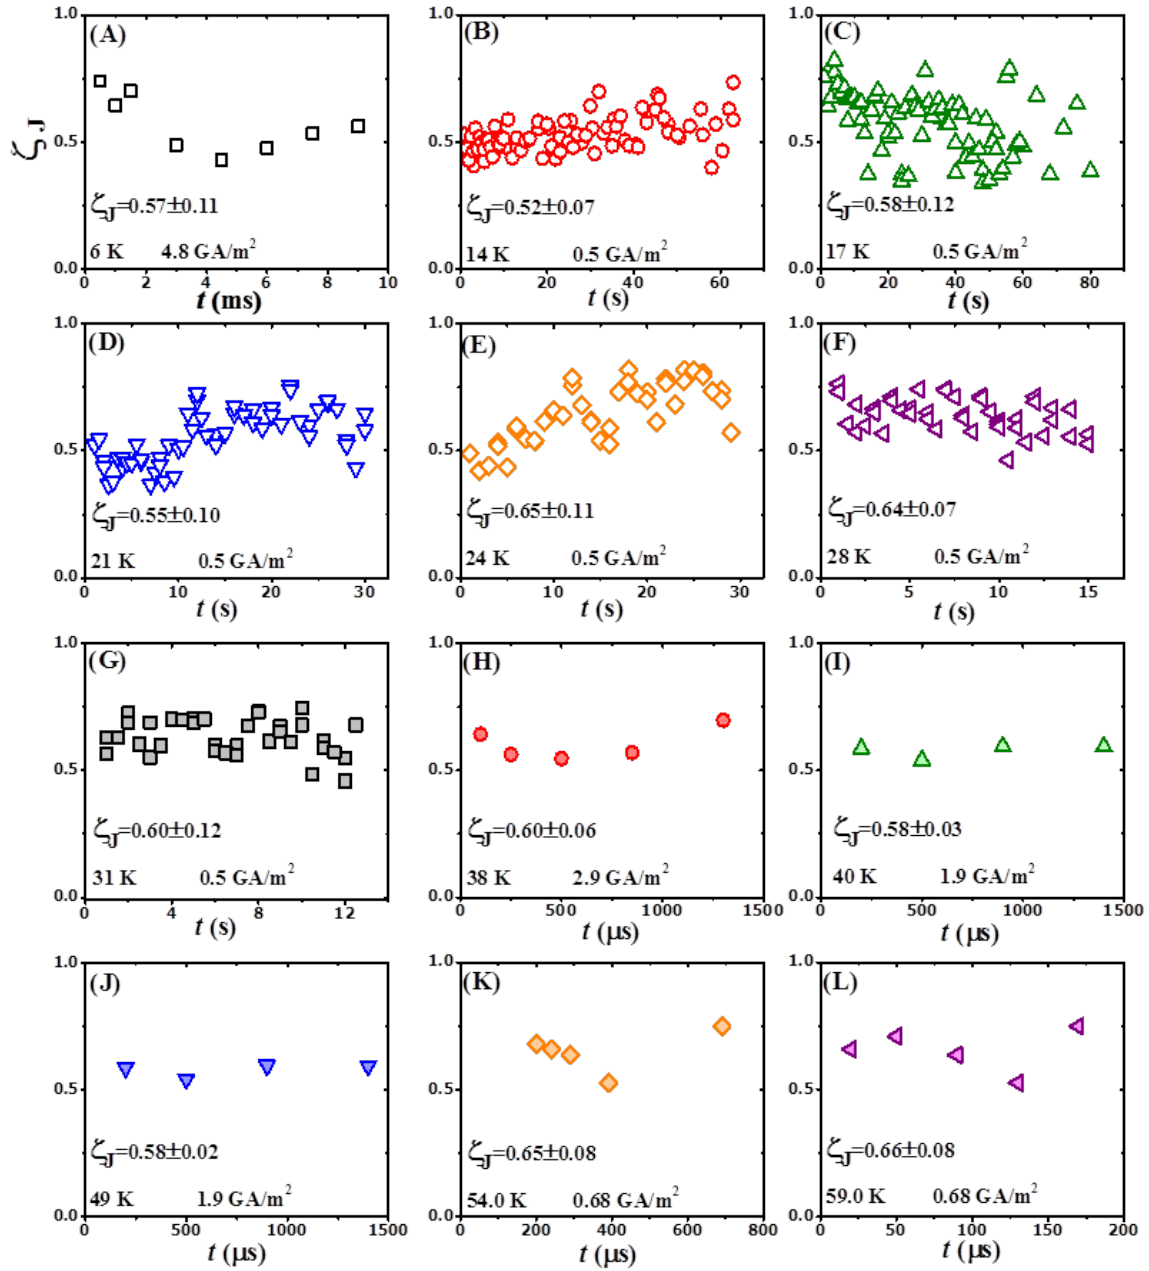 ζJ
(A)
1.0
0.5
0.0
ζJ=0.57±0.11
6 K 4.8 GA/m²
0 2 4 6 8 10
t (ms)
(B)
1.0
0.5
0.0
ζJ=0.52±0.07
14 K 0.5 GA/m²
0 20 40 60
t (s)
(C)
1.0
0.5
0.0
ζJ=0.58±0.12
17 K 0.5 GA/m²
0 20 40 60 80
t (s)
(D)
1.0
0.5
0.0
ζJ=0.55±0.10
21 K 0.5 GA/m²
0 10 20 30
t (s)
(E)
1.0
0.5
0.0
ζJ=0.65±0.11
24 K 0.5 GA/m²
0 10 20 30
t (s)
(F)
1.0
0.5
0.0
ζJ=0.64±0.07
28 K 0.5 GA/m²
0 5 10 15
t (s)
(G)
1.0
0.5
0.0
ζJ=0.60±0.12
31 K 0.5 GA/m²
0 4 8 12
t (s)
(H)
1.0
0.5
0.0
ζJ=0.60±0.06
38 K 2.9 GA/m²
0 500 1000 1500
t (μs)
(I)
1.0
0.5
0.0
ζJ=0.58±0.03
40 K 1.9 GA/m²
0 500 1000 1500
t (μs)
(J)
1.0
0.5
0.0
ζJ=0.58±0.02
49 K 1.9 GA/m²
0 500 1000 1500
t (μs)
(K)
1.0
0.5
0.0
ζJ=0.65±0.08
54.0 K 0.68 GA/m²
0 200 400 600 800
t (μs)
(L)
1.0
0.5
0.0
ζJ=0.66±0.08
59.0 K 0.68 GA/m²
0 50 100 150 200
t (μs)